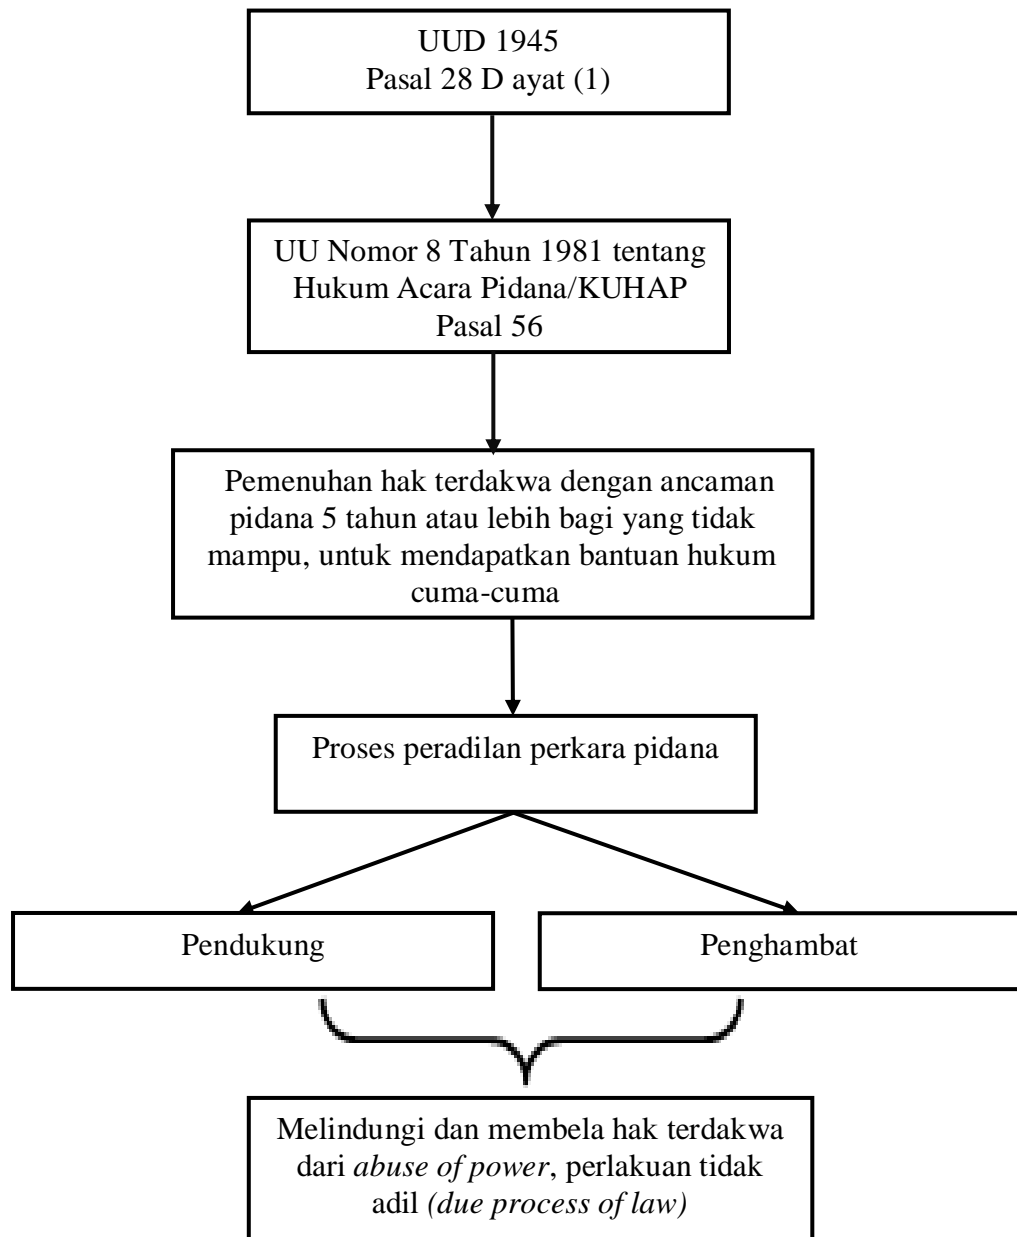 UUD 1945
Pasal 28 D ayat (1)
UU Nomor 8 Tahun 1981 tentang
Hukum Acara Pidana/KUHAP
Pasal 56
Pemenuhan hak terdakwa dengan ancaman
pidana 5 tahun atau lebih bagi yang tidak
mampu, untuk mendapatkan bantuan hukum
cuma-cuma
Proses peradilan perkara pidana
Pendukung
Penghambat
Melindungi dan membela hak terdakwa
dari abuse of power, perlakuan tidak
adil (due process of law)